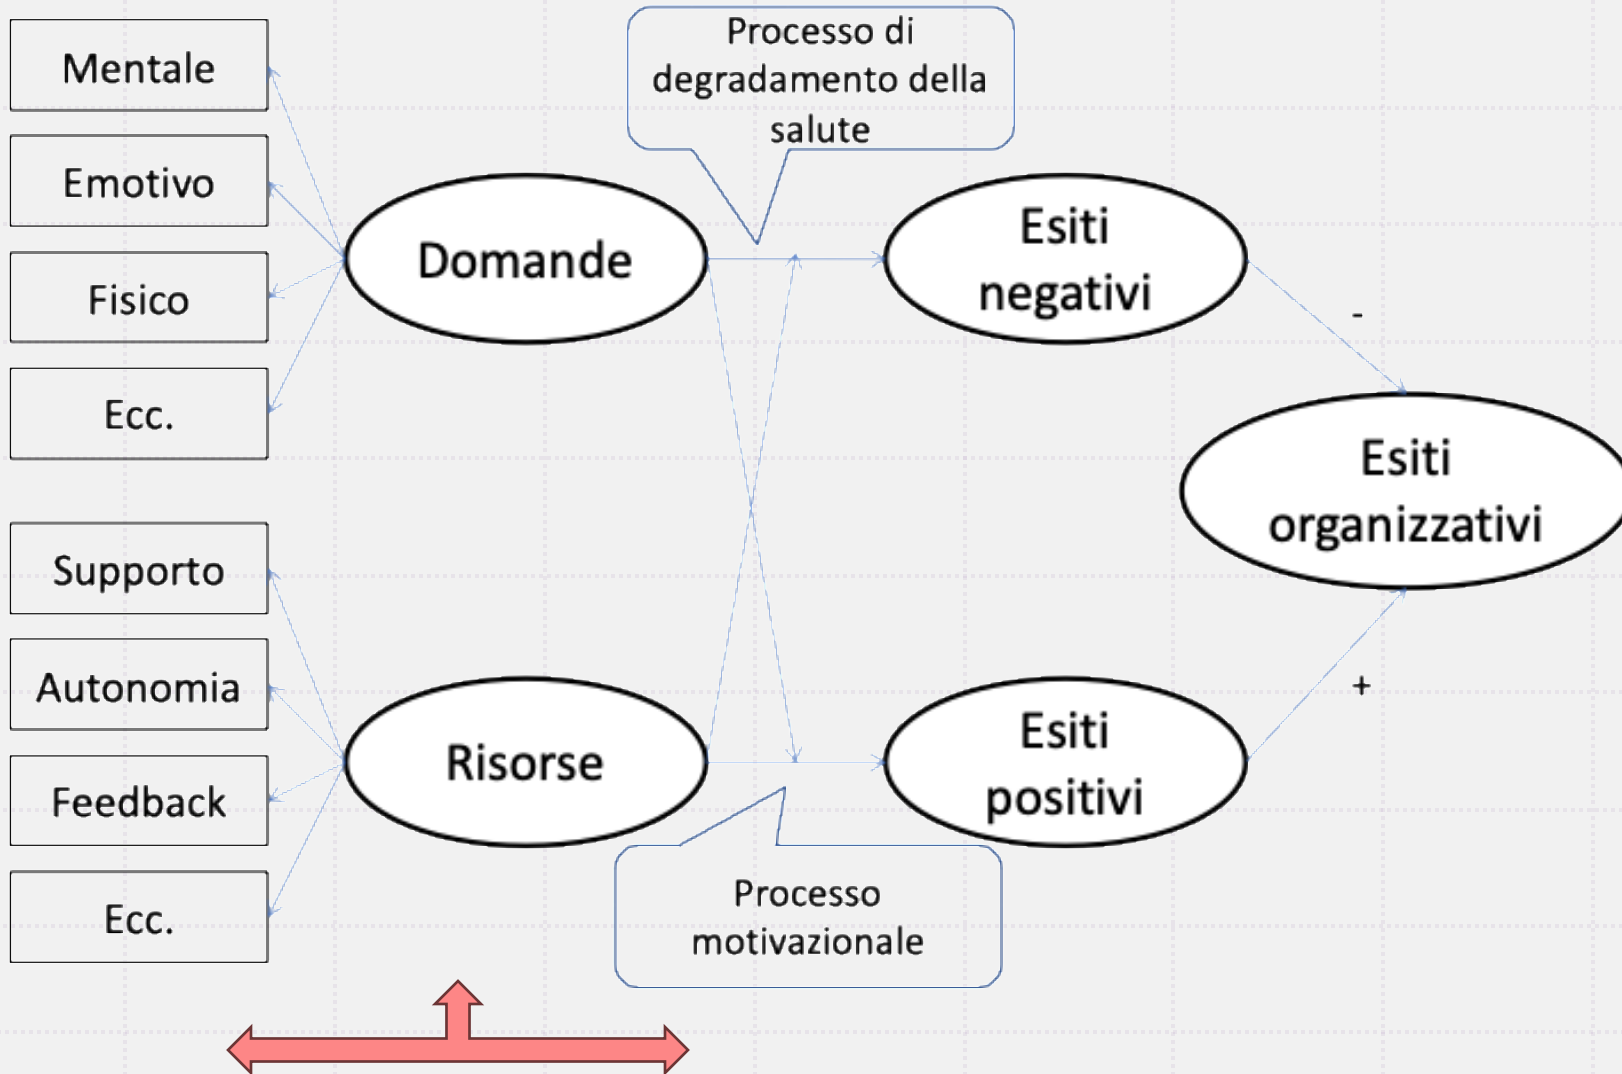 Mentale
Emotivo
Fisico
Ecc.
Supporto
Autonomia
Feedback
Ecc.
Domande
Risorse
Processo di
degradamento della
salute
Processo
motivazionale
Esiti
negativi
Esiti
positivi
-
+
Esiti
organizzativi